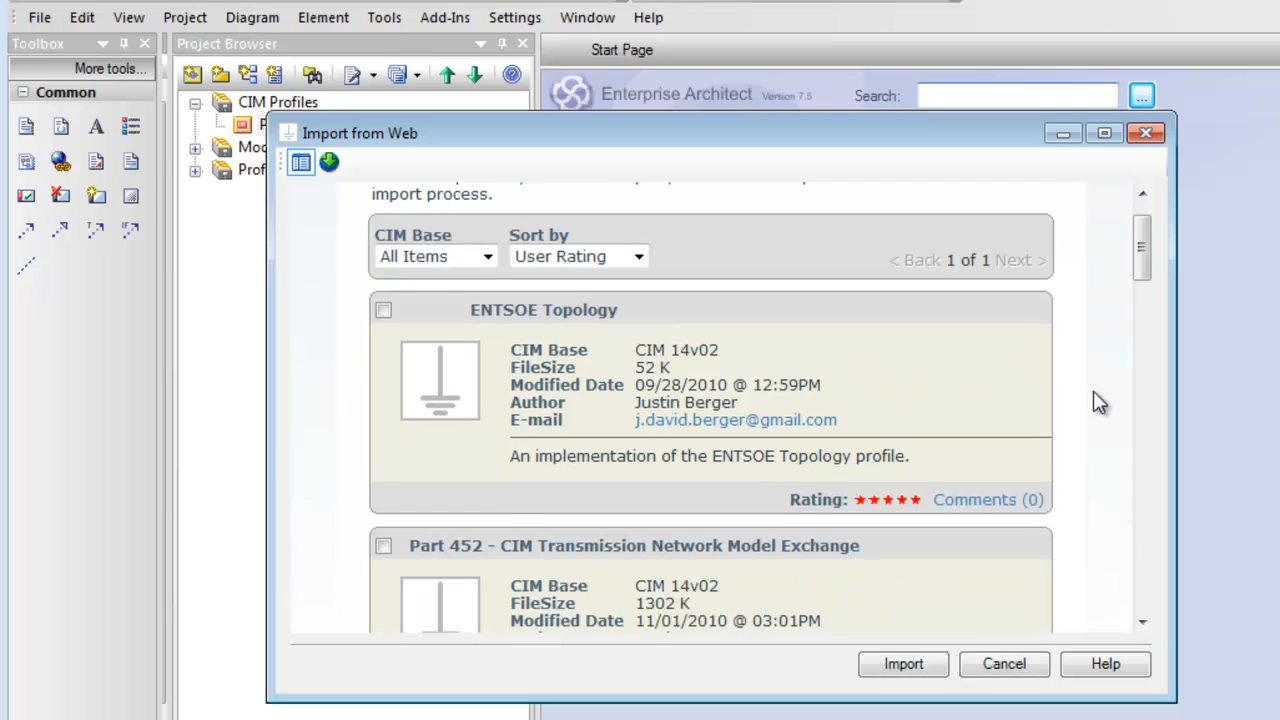 File Edit View Project Diagram Element Tools Add-Ins Settings Window Help
Toolbox
Project Browser
Start Page
More tools...
Common
Enterprise Architect Version 7.5 Search: ...
CIM Profiles
Import from Web
import process.
CIM Base Sort by
All Items User Rating < Back 1 of 1 Next >
ENTSOE Topology
CIM Base CIM 14v02
FileSize 52 K
Modified Date 09/28/2010 @ 12:59PM
Author Justin Berger
E-mail j.david.berger@gmail.com
An implementation of the ENTSOE Topology profile.
Rating: Comments (0)
Part 452 - CIM Transmission Network Model Exchange
CIM Base CIM 14v02
FileSize 1302 K
Modified Date 11/01/2010 @ 03:01PM
Import Cancel Help